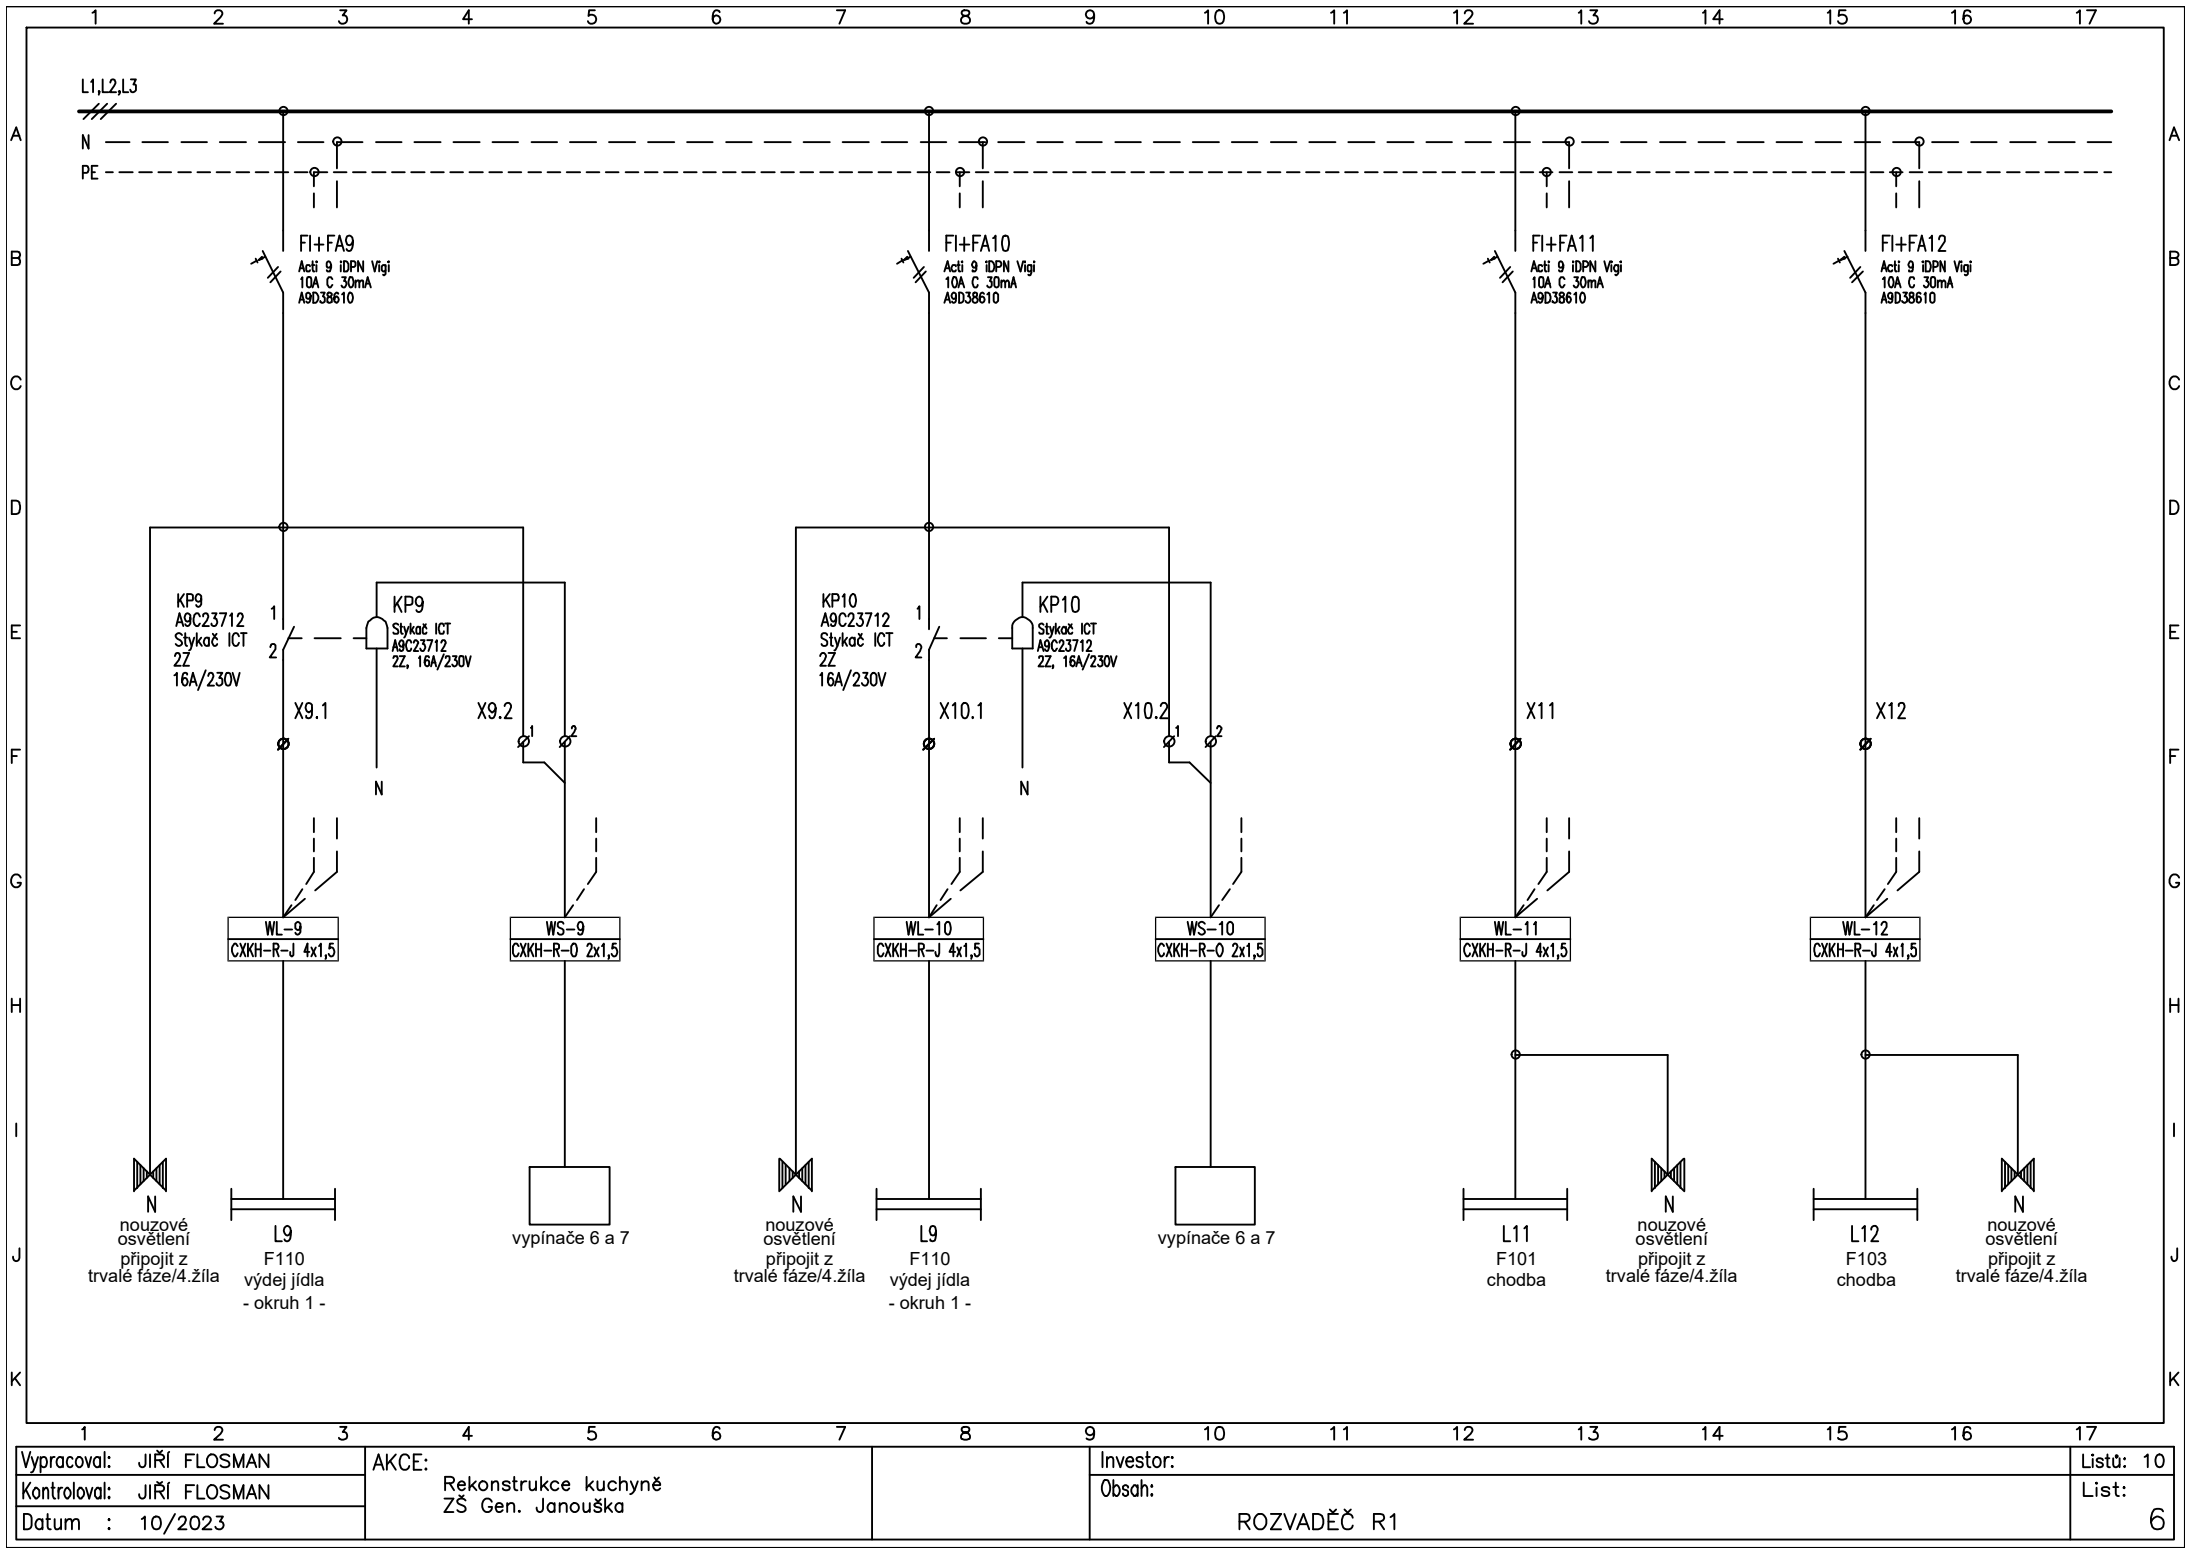 1 2 3 4 5 6 7 8 9 10 11 12 13 14 15 16 17
L1,L2,L3
A A
N
PE
B B
FI+FA9
Acti 9 iDPN Vigi
10A C 30mA
A9D38610
FI+FA10
Acti 9 iDPN Vigi
10A C 30mA
A9D38610
FI+FA11
Acti 9 iDPN Vigi
10A C 30mA
A9D38610
FI+FA12
Acti 9 iDPN Vigi
10A C 30mA
A9D38610
C C
D D
E E
KP9
A9C23712
Stykač ICT
2Z
16A/230V
1
2
KP9
Stykač ICT
A9C23712
2Z, 16A/230V
KP10
A9C23712
Stykač ICT
2Z
16A/230V
1
2
KP10
Stykač ICT
A9C23712
2Z, 16A/230V
X9.1
X9.2
1 2
X10.1
X10.2
1 2
X11
X12
F F
N
N
G G
WL-9
CXKH-R-J 4x1,5
WS-9
CXKH-R-O 2x1,5
WL-10
CXKH-R-J 4x1,5
WS-10
CXKH-R-O 2x1,5
WL-11
CXKH-R-J 4x1,5
WL-12
CXKH-R-J 4x1,5
H H
I I
J J
N
nouzové
osvětlení
připojit z
trvalé fáze/4.žíla
L9
F110
výdej jídla
- okruh 1 -
vypínače 6 a 7
N
nouzové
osvětlení
připojit z
trvalé fáze/4.žíla
L9
F110
výdej jídla
- okruh 1 -
vypínače 6 a 7
L11
F101
chodba
N
nouzové
osvětlení
připojit z
trvalé fáze/4.žíla
L12
F103
chodba
N
nouzové
osvětlení
připojit z
trvalé fáze/4.žíla
K K
1 2 3 4 5 6 7 8 9 10 11 12 13 14 15 16 17
Vypracoval: JIŘÍ FLOSMAN
Kontroloval: JIŘÍ FLOSMAN
Datum : 10/2023
AKCE:
Rekonstrukce kuchyně
ZŠ Gen. Janouška
Investor:
Obsah:
ROZVADĚČ R1
Listů: 10
List:
6